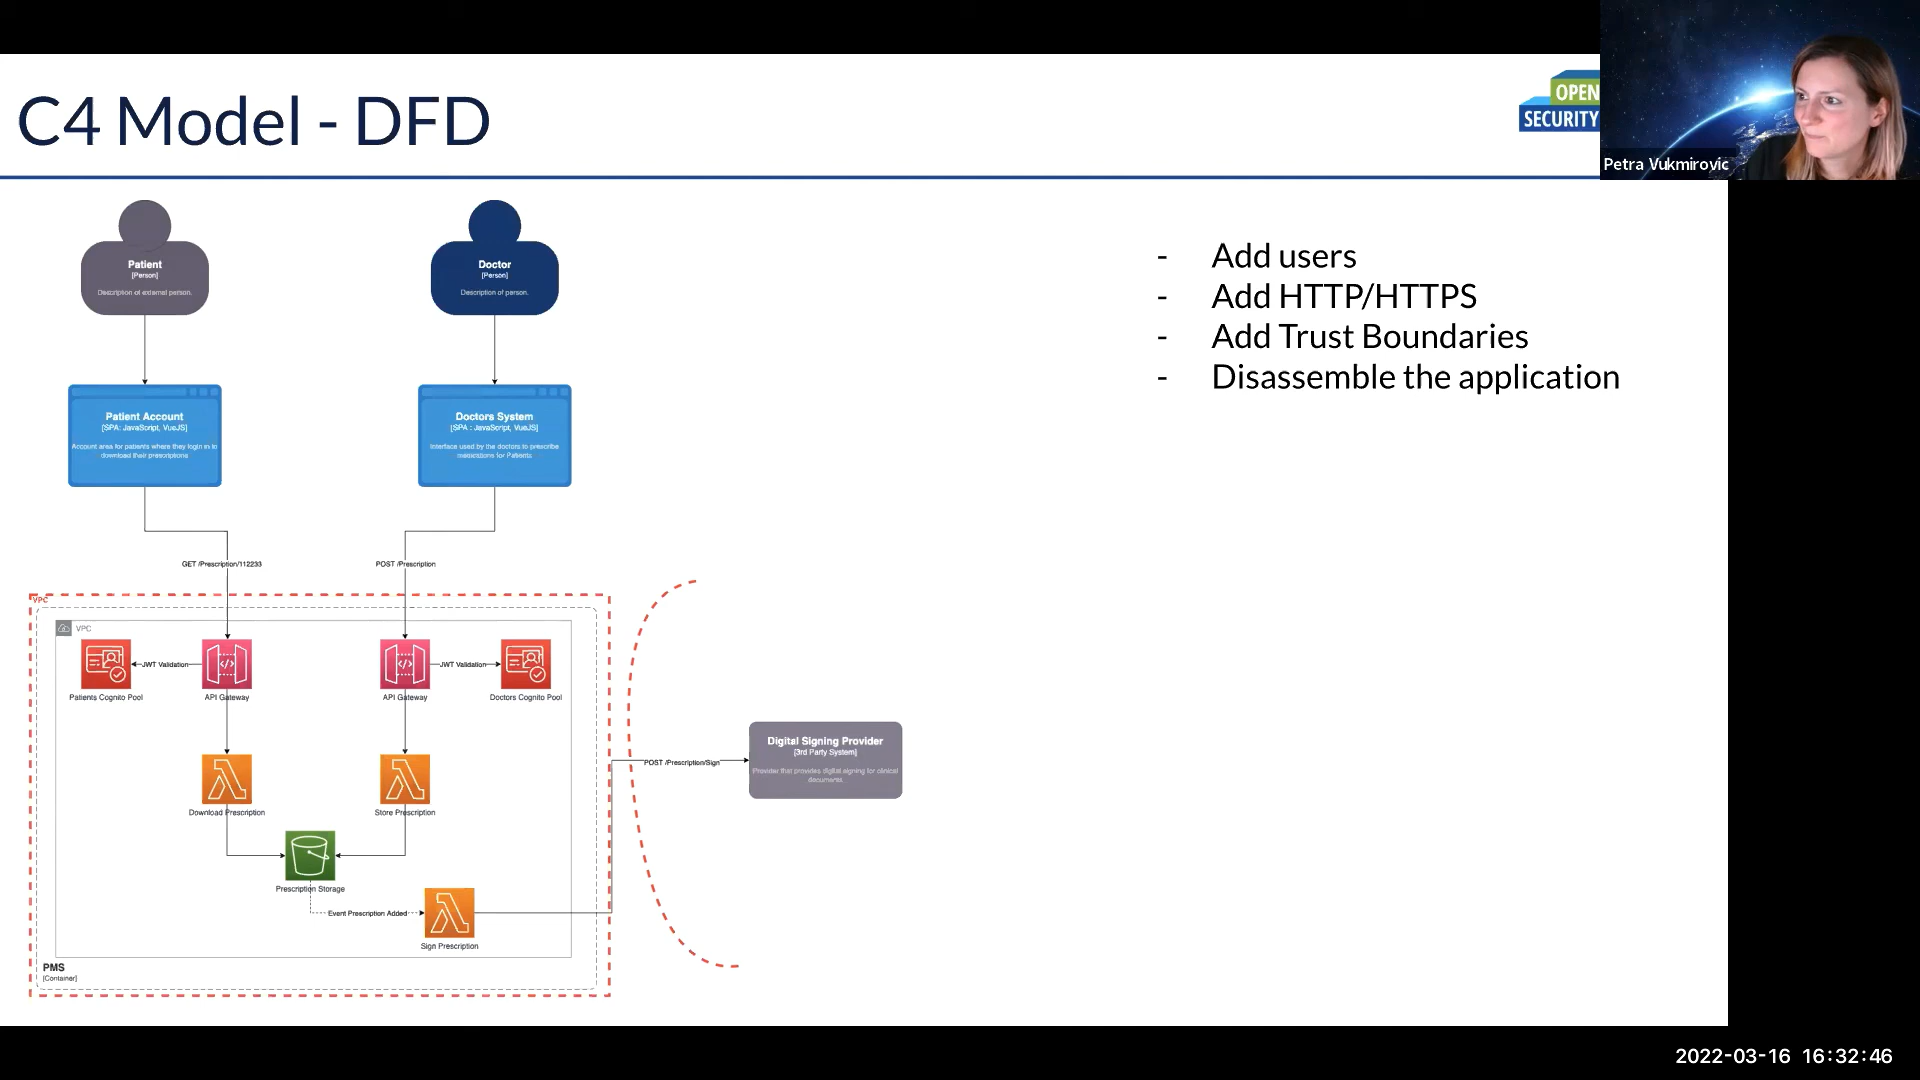 C4 Model - DFD
OPEN
SECURITY
Petra Vukmirovic
Patient
[Person]
Description of external person.
Doctor
[Person]
Description of person.
- Add users
- Add HTTP/HTTPS
- Add Trust Boundaries
- Disassemble the application
Patient Account
[SPA: JavaScript, VueJS]
Account area for patients where they login in to
download their prescriptions
Doctors System
[SPA : JavaScript, VueJS]
Interface used by the doctors to prescribe
medications for Patients
GET /Prescription/112233
POST /Prescription
VPC
VPC
JWT Validation
JWT Validation
Patients Cognito Pool
API Gateway
API Gateway
Doctors Cognito Pool
Digital Signing Provider
[3rd Party System]
Provider that provides digital signing for clinical
documents.
POST /Prescription/Sign
Download Prescription
Store Prescription
Prescription Storage
Event Prescription Added
Sign Prescription
PMS
[Container]
2022-03-16 16:32:46